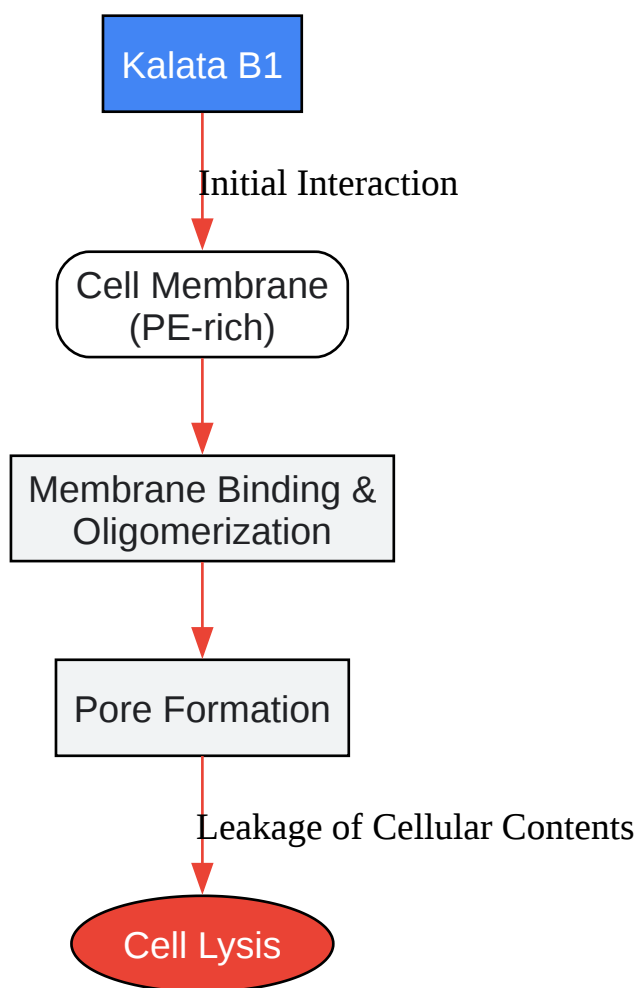 Kalata B1
Initial Interaction
Cell Membrane
(PE-rich)
Membrane Binding &
Oligomerization
Pore Formation
Leakage of Cellular Contents
Cell Lysis